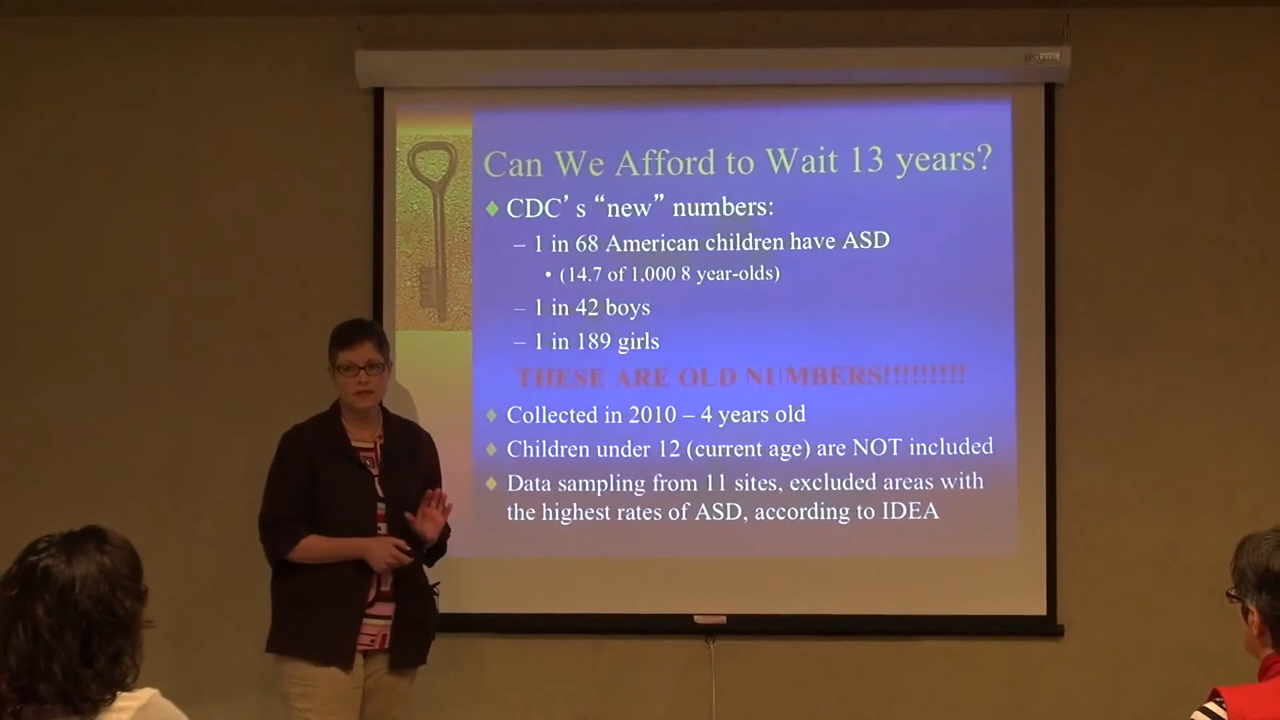 Can We Afford to Wait 13 years?
CDC’s “new” numbers:
– 1 in 68 American children have ASD
• (14.7 of 1,000 8 year-olds)
– 1 in 42 boys
– 1 in 189 girls
THESE ARE OLD NUMBERS!!!!!!!!!
Collected in 2010 – 4 years old
Children under 12 (current age) are NOT included
Data sampling from 11 sites, excluded areas with
the highest rates of ASD, according to IDEA